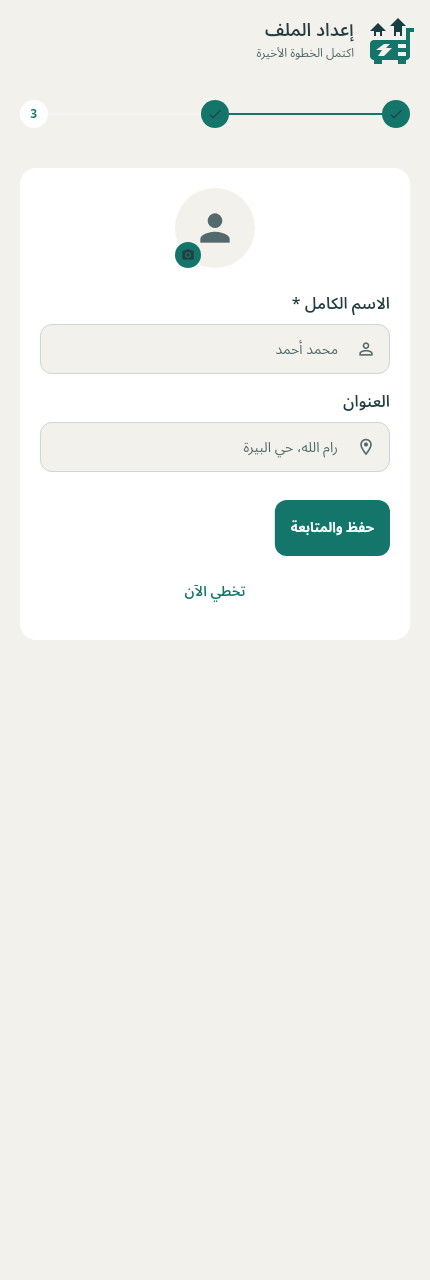 إعداد الملف
اكتمل الخطوة الأخيرة
3
الاسم الكامل *
محمد أحمد
العنوان
رام الله، حي البيرة
حفظ والمتابعة
تخطي الآن